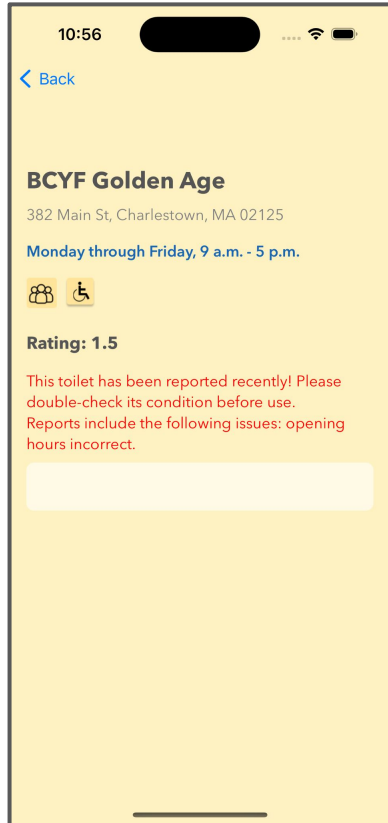 10:56
Back
BCYF Golden Age
382 Main St, Charlestown, MA 02125
Monday through Friday, 9 a.m. - 5 p.m.
Rating: 1.5
This toilet has been reported recently! Please
double-check its condition before use.
Reports include the following issues: opening
hours incorrect.